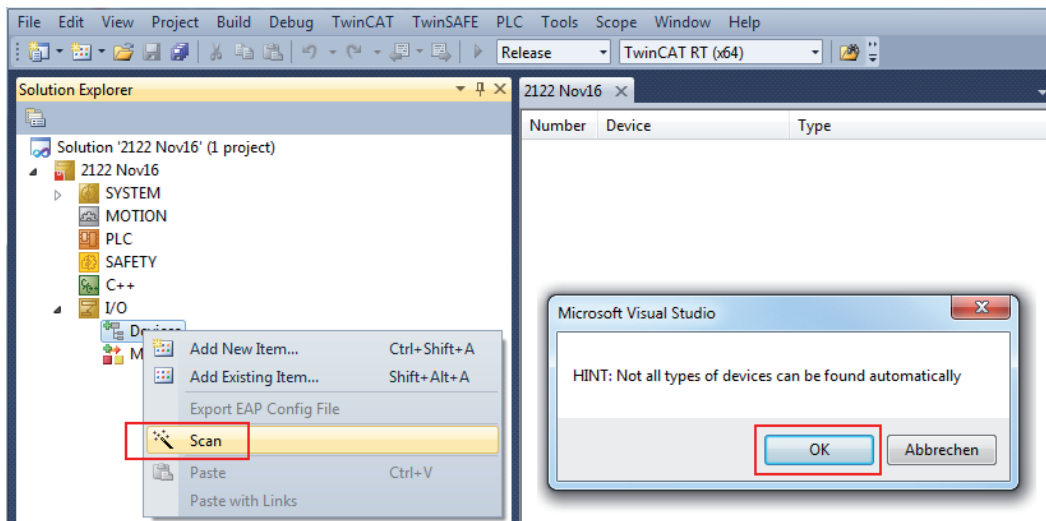 File Edit View Project Build Debug TwinCAT TwinSAFE PLC Tools Scope Window Help
Release TwinCAT RT (x64)
Solution Explorer
2122 Nov16
Number Device Type
Solution '2122 Nov16' (1 project)
2122 Nov16
SYSTEM
MOTION
PLC
SAFETY
C++
I/O
Devices
M
Add New Item... Ctrl+Shift+A
Add Existing Item... Shift+Alt+A
Export EAP Config File
Scan
Paste Ctrl+V
Paste with Links
Microsoft Visual Studio
HINT: Not all types of devices can be found automatically
OK Abbrechen